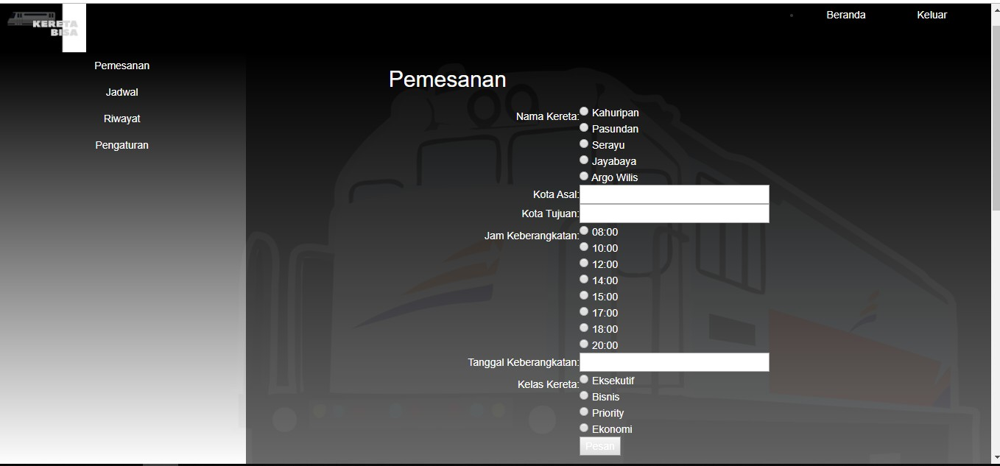 KERETA
BISA
Beranda
Keluar
Pemesanan
Jadwal
Riwayat
Pengaturan
Pemesanan
Nama Kereta:
Kahuripan
Pasundan
Serayu
Jayabaya
Argo Wilis
Kota Asal:
Kota Tujuan:
Jam Keberangkatan:
08:00
10:00
12:00
14:00
15:00
17:00
18:00
20:00
Tanggal Keberangkatan:
Kelas Kereta:
Eksekutif
Bisnis
Priority
Ekonomi
Pesan